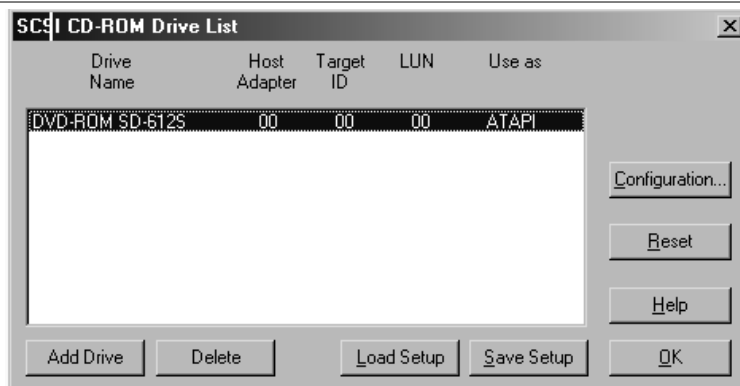 SCSI CD-ROM Drive List
Drive Name Host Adapter Target ID LUN Use as
DVD-ROM SD-612S 00 00 00 ATAPI
Configuration...
Reset
Help
Add Drive Delete Load Setup Save Setup OK